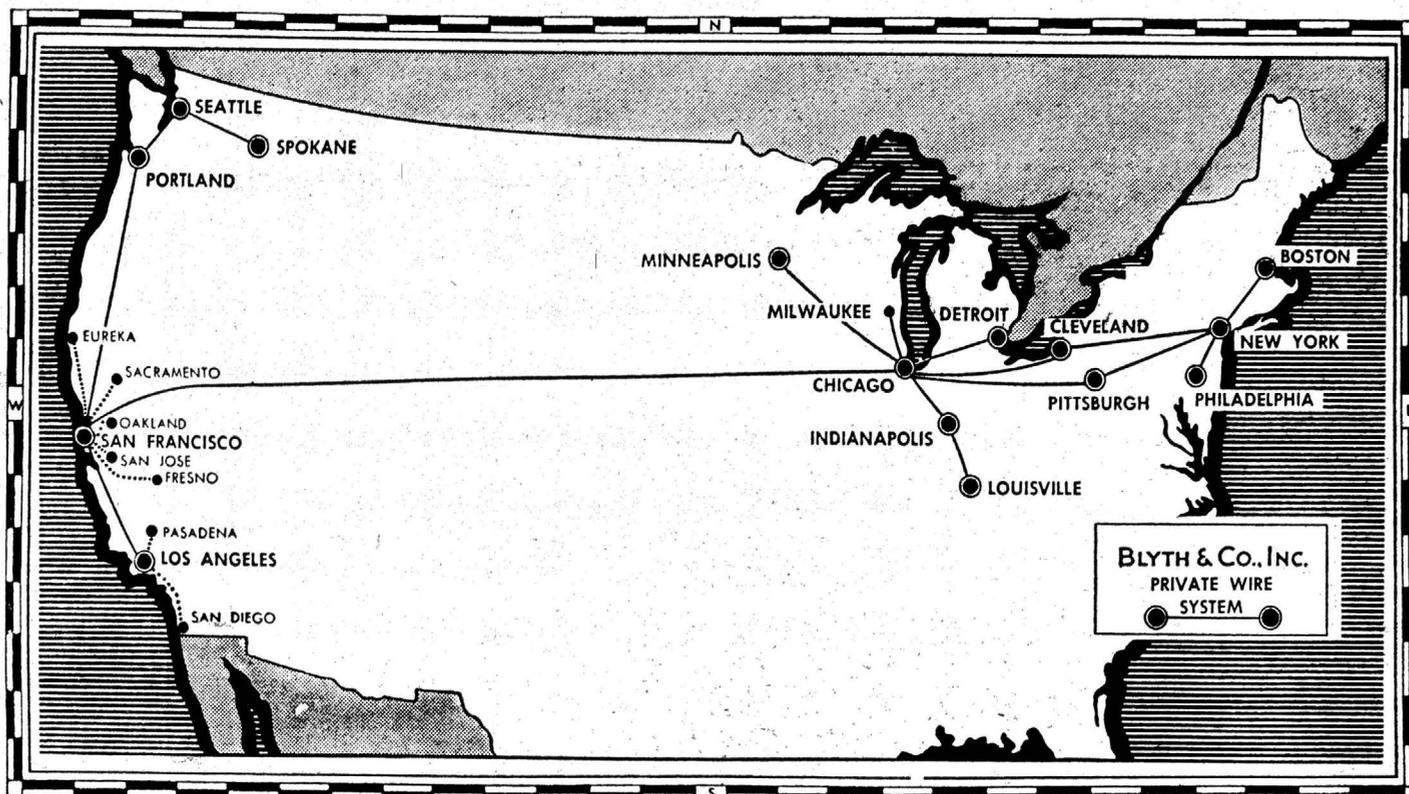 N
SEATTLE
SPOKANE
PORTLAND
BOSTON
MINNEAPOLIS
MILWAUKEE
DETROIT
CLEVELAND
EUREKA
NEW YORK
SACRAMENTO
CHICAGO
W
PITTSBURGH
PHILADELPHIA
OAKLAND
SAN FRANCISCO
INDIANAPOLIS
SAN JOSE
FRESNO
LOUISVILLE
PASADENA
LOS ANGELES
BLYTH & CO., INC.
PRIVATE WIRE
SYSTEM
SAN DIEGO
S